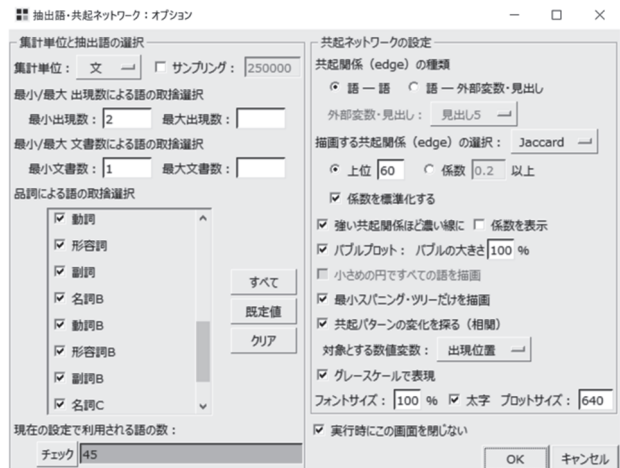 抽出語・共起ネットワーク：オプション
集計単位と抽出語の選択
集計単位： 文 サンプリング： 250000
最小/最大 出現数による語の取捨選択
最小出現数： 2 最大出現数：
最小/最大 文書数による語の取捨選択
最小文書数： 1 最大文書数：
品詞による語の取捨選択
動詞
形容詞
副詞
名詞B
動詞B
形容詞B
副詞B
名詞C
すべて
既定値
クリア
現在の設定で利用される語の数：
チェック 45
共起ネットワークの設定
共起関係（edge）の種類
語 ― 語 語 ― 外部変数・見出し
外部変数・見出し： 見出し5
描画する共起関係（edge）の選択： Jaccard
上位 60 係数 0.2 以上
係数を標準化する
強い共起関係ほど濃い線に 係数を表示
バブルプロット： バブルの大きさ 100 %
小さめの円ですべての語を描画
最小スパニング・ツリーだけを描画
共起パターンの変化を探る（相関）
対象とする数値変数： 出現位置
グレースケールで表現
フォントサイズ： 100 % 太字 プロットサイズ： 640
実行時にこの画面を閉じない
OK キャンセル